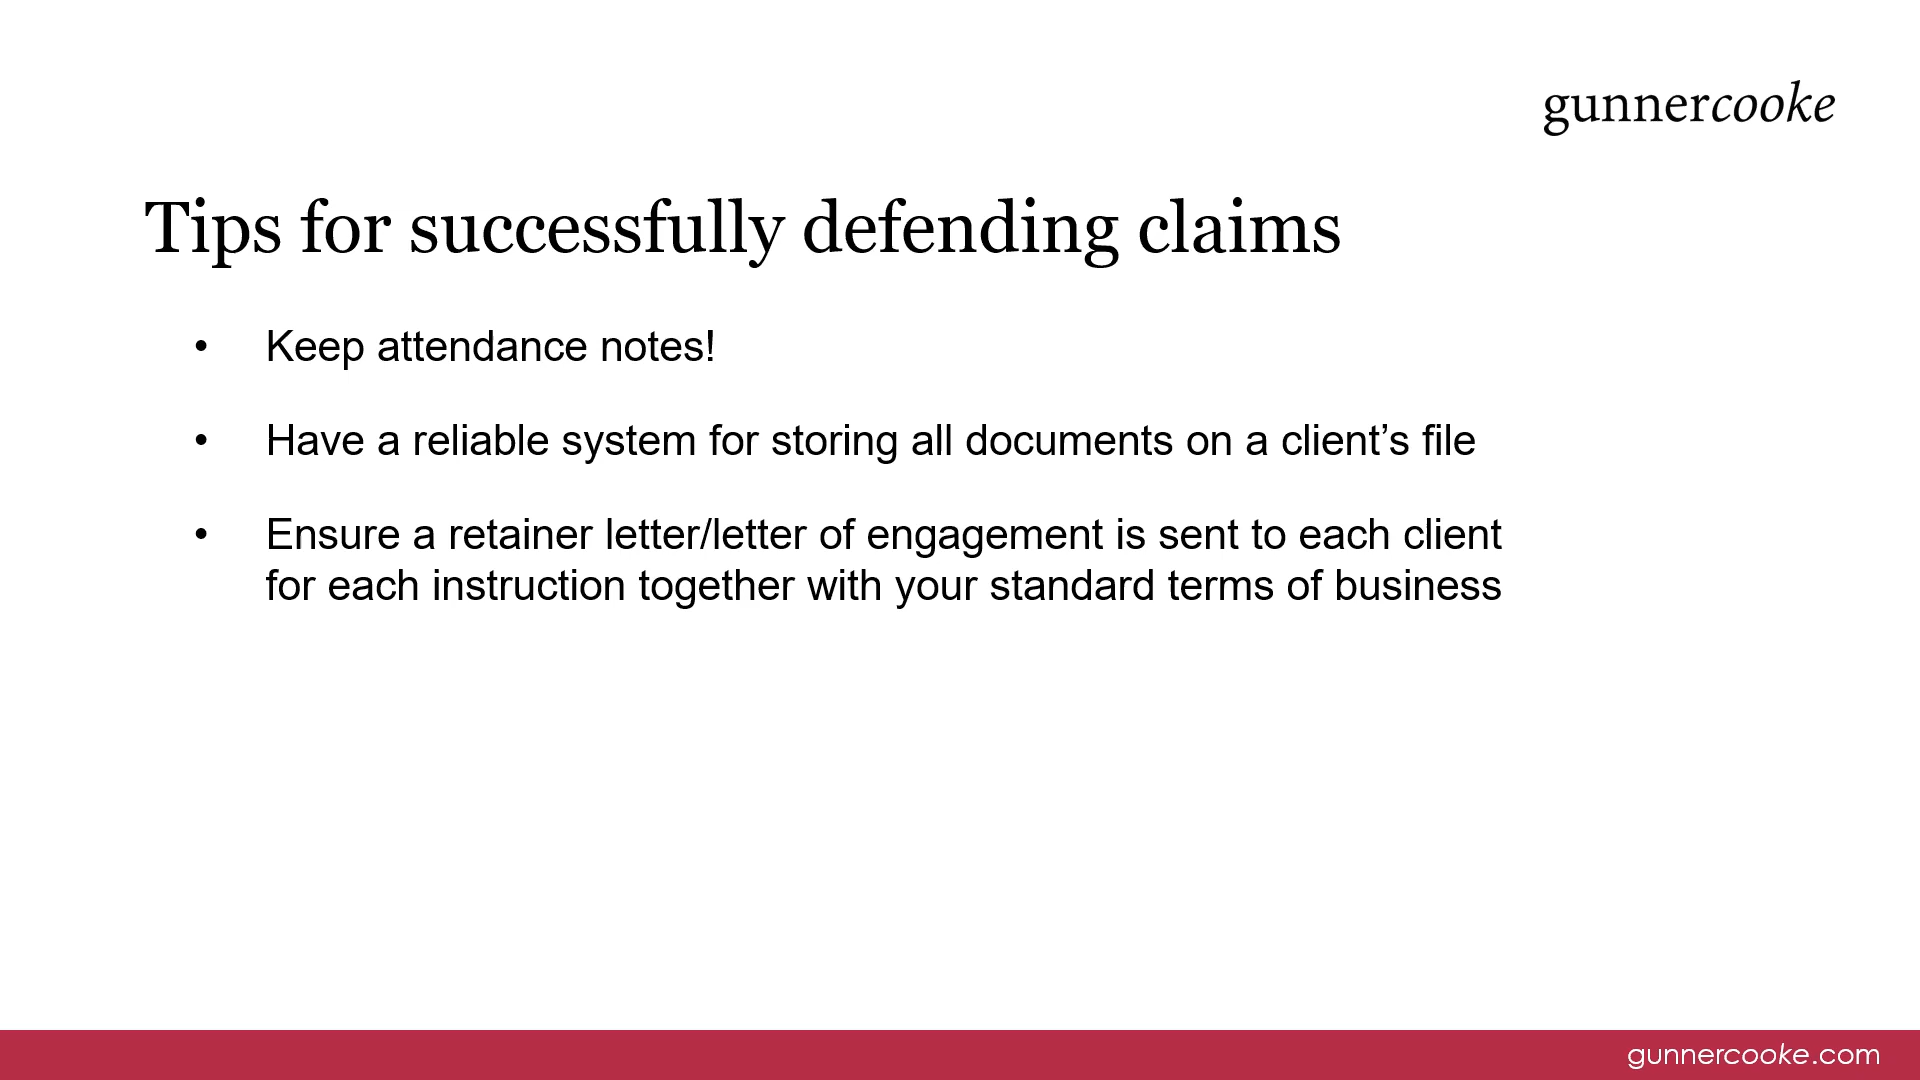 gunnercooke
Tips for successfully defending claims
• Keep attendance notes!
• Have a reliable system for storing all documents on a client’s file
• Ensure a retainer letter/letter of engagement is sent to each client
for each instruction together with your standard terms of business
gunnercooke.com